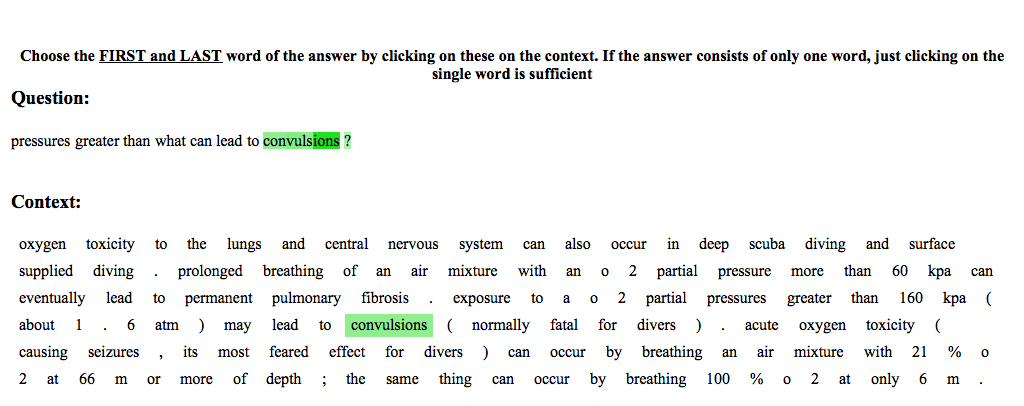 Choose the FIRST and LAST word of the answer by clicking on these on the context. If the answer consists of only one word, just clicking on the
single word is sufficient
Question:
pressures greater than what can lead to convulsions ?
Context:
oxygen toxicity to the lungs and central nervous system can also occur in deep scuba diving and surface
supplied diving . prolonged breathing of an air mixture with an o 2 partial pressure more than 60 kpa can
eventually lead to permanent pulmonary fibrosis . exposure to a o 2 partial pressures greater than 160 kpa (
about 1 . 6 atm ) may lead to convulsions ( normally fatal for divers ) . acute oxygen toxicity (
causing seizures , its most feared effect for divers ) can occur by breathing an air mixture with 21 % o
2 at 66 m or more of depth ; the same thing can occur by breathing 100 % o 2 at only 6 m .